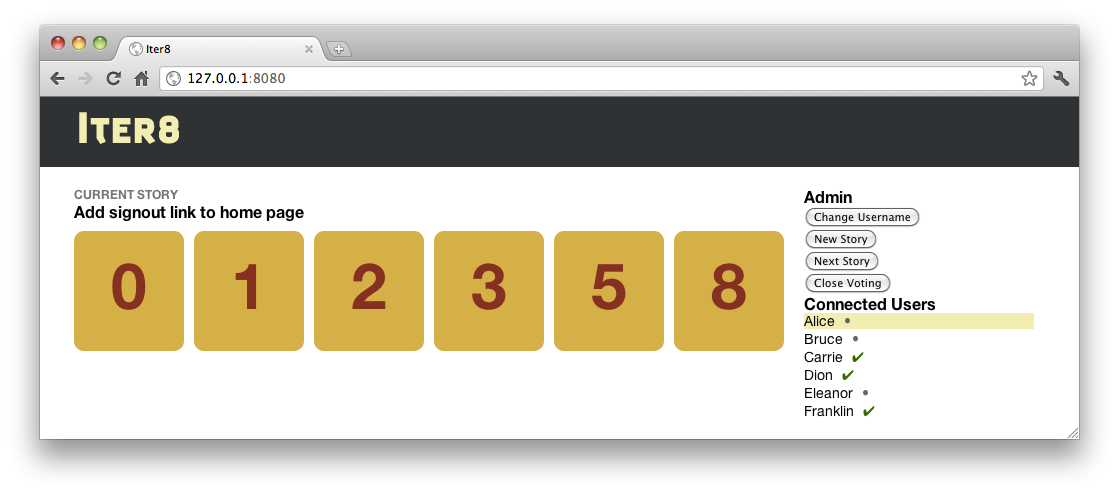 Iter8
127.0.0.1:8080
ITER8
CURRENT STORY
Add signout link to home page
0 1 2 3 5 8
Admin
Change Username
New Story
Next Story
Close Voting
Connected Users
Alice
Bruce
Carrie ✔
Dion ✔
Eleanor
Franklin ✔